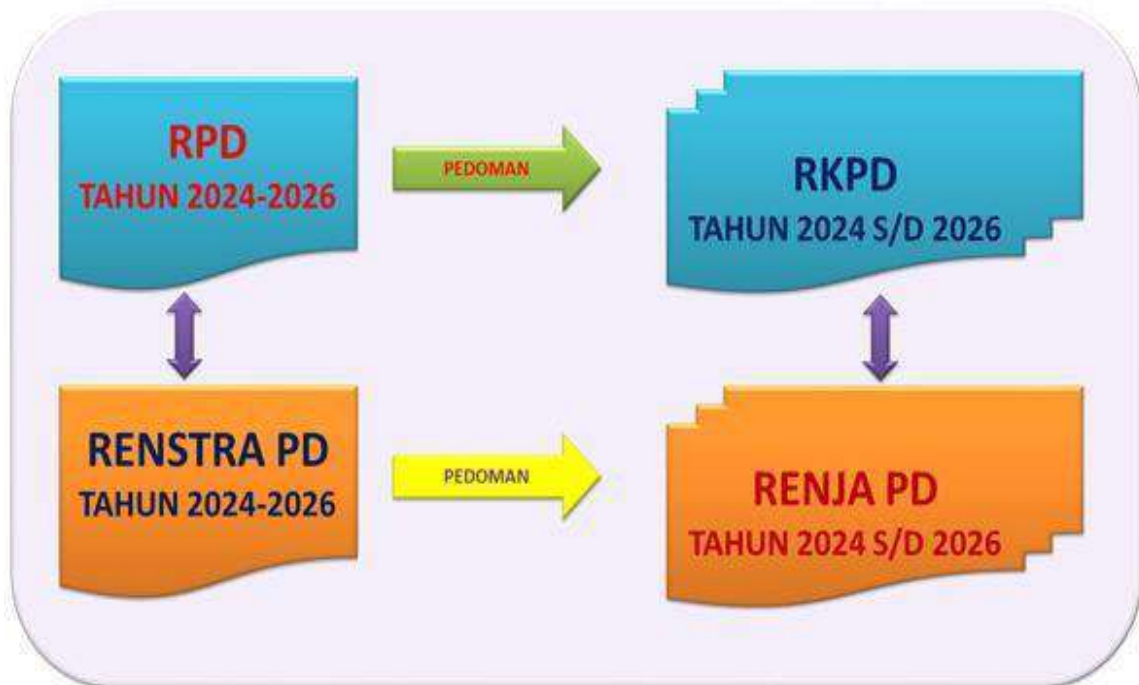 RPD
TAHUN 2024-2026
PEDOMAN
RKPD
TAHUN 2024 S/D 2026
RENSTRA PD
TAHUN 2024-2026
PEDOMAN
RENJA PD
TAHUN 2024 S/D 2026